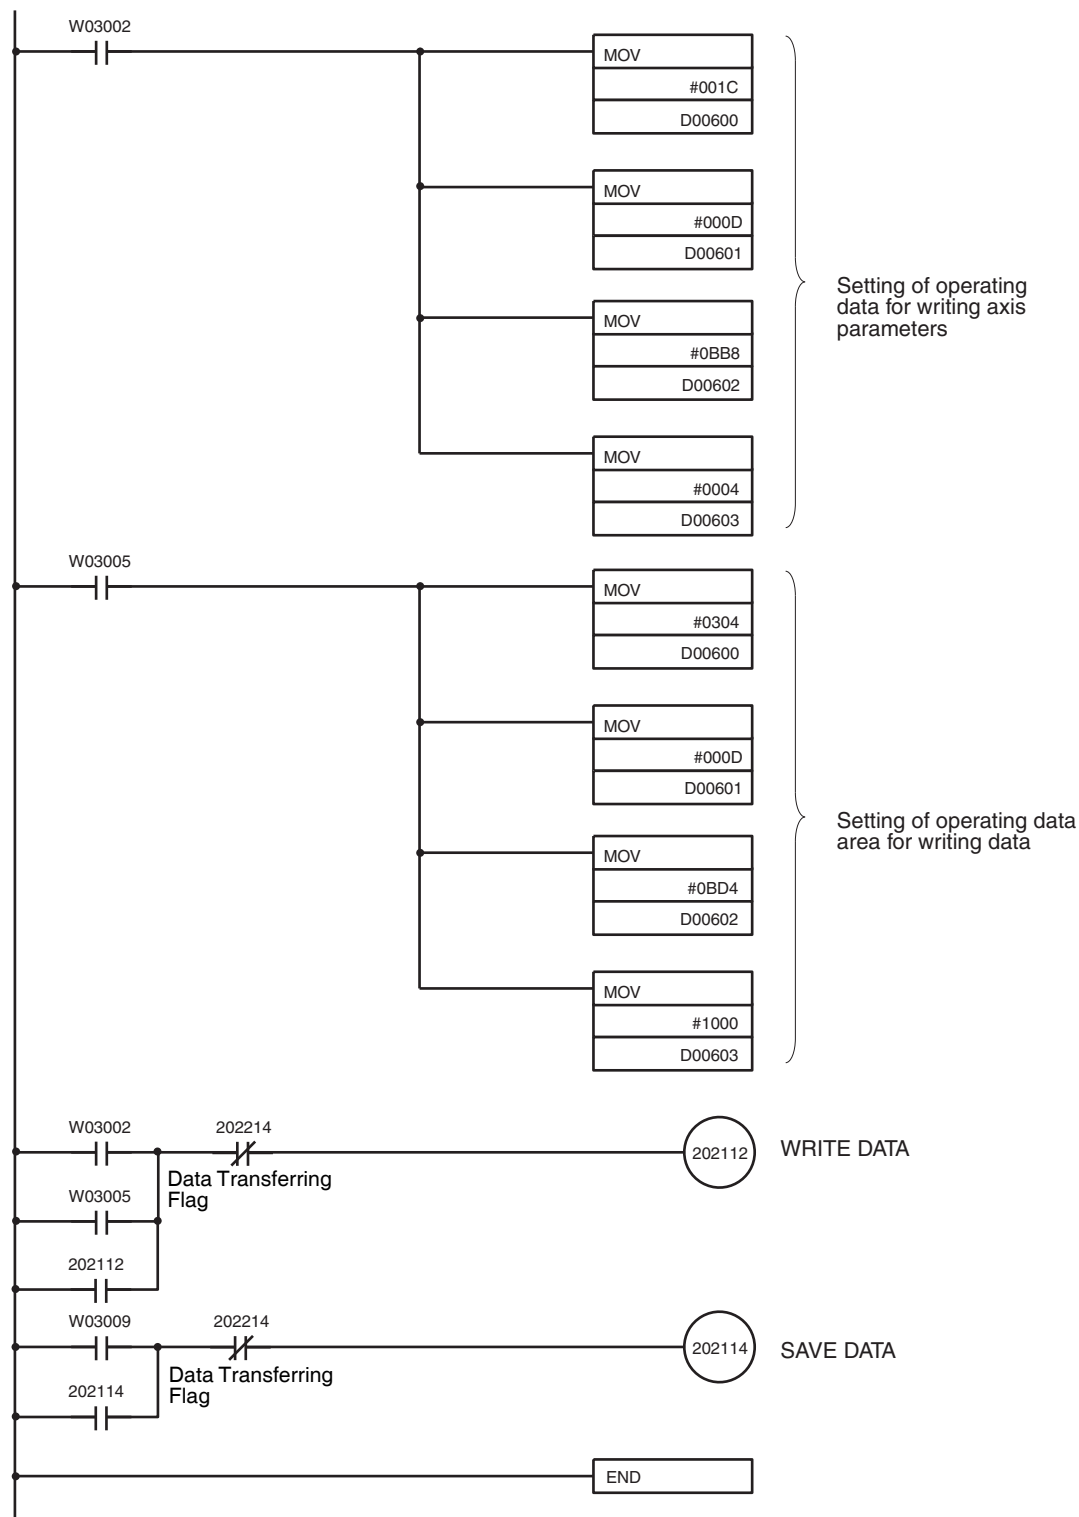 W03002
MOV
#001C
D00600
MOV
#000D
D00601
MOV
#0BB8
D00602
MOV
#0004
D00603
Setting of operating
data for writing axis
parameters
W03005
MOV
#0304
D00600
MOV
#000D
D00601
MOV
#0BD4
D00602
MOV
#1000
D00603
Setting of operating data
area for writing data
W03002
202214
202112
WRITE DATA
Data Transferring
Flag
W03005
202112
W03009
202214
202114
SAVE DATA
Data Transferring
Flag
202114
END